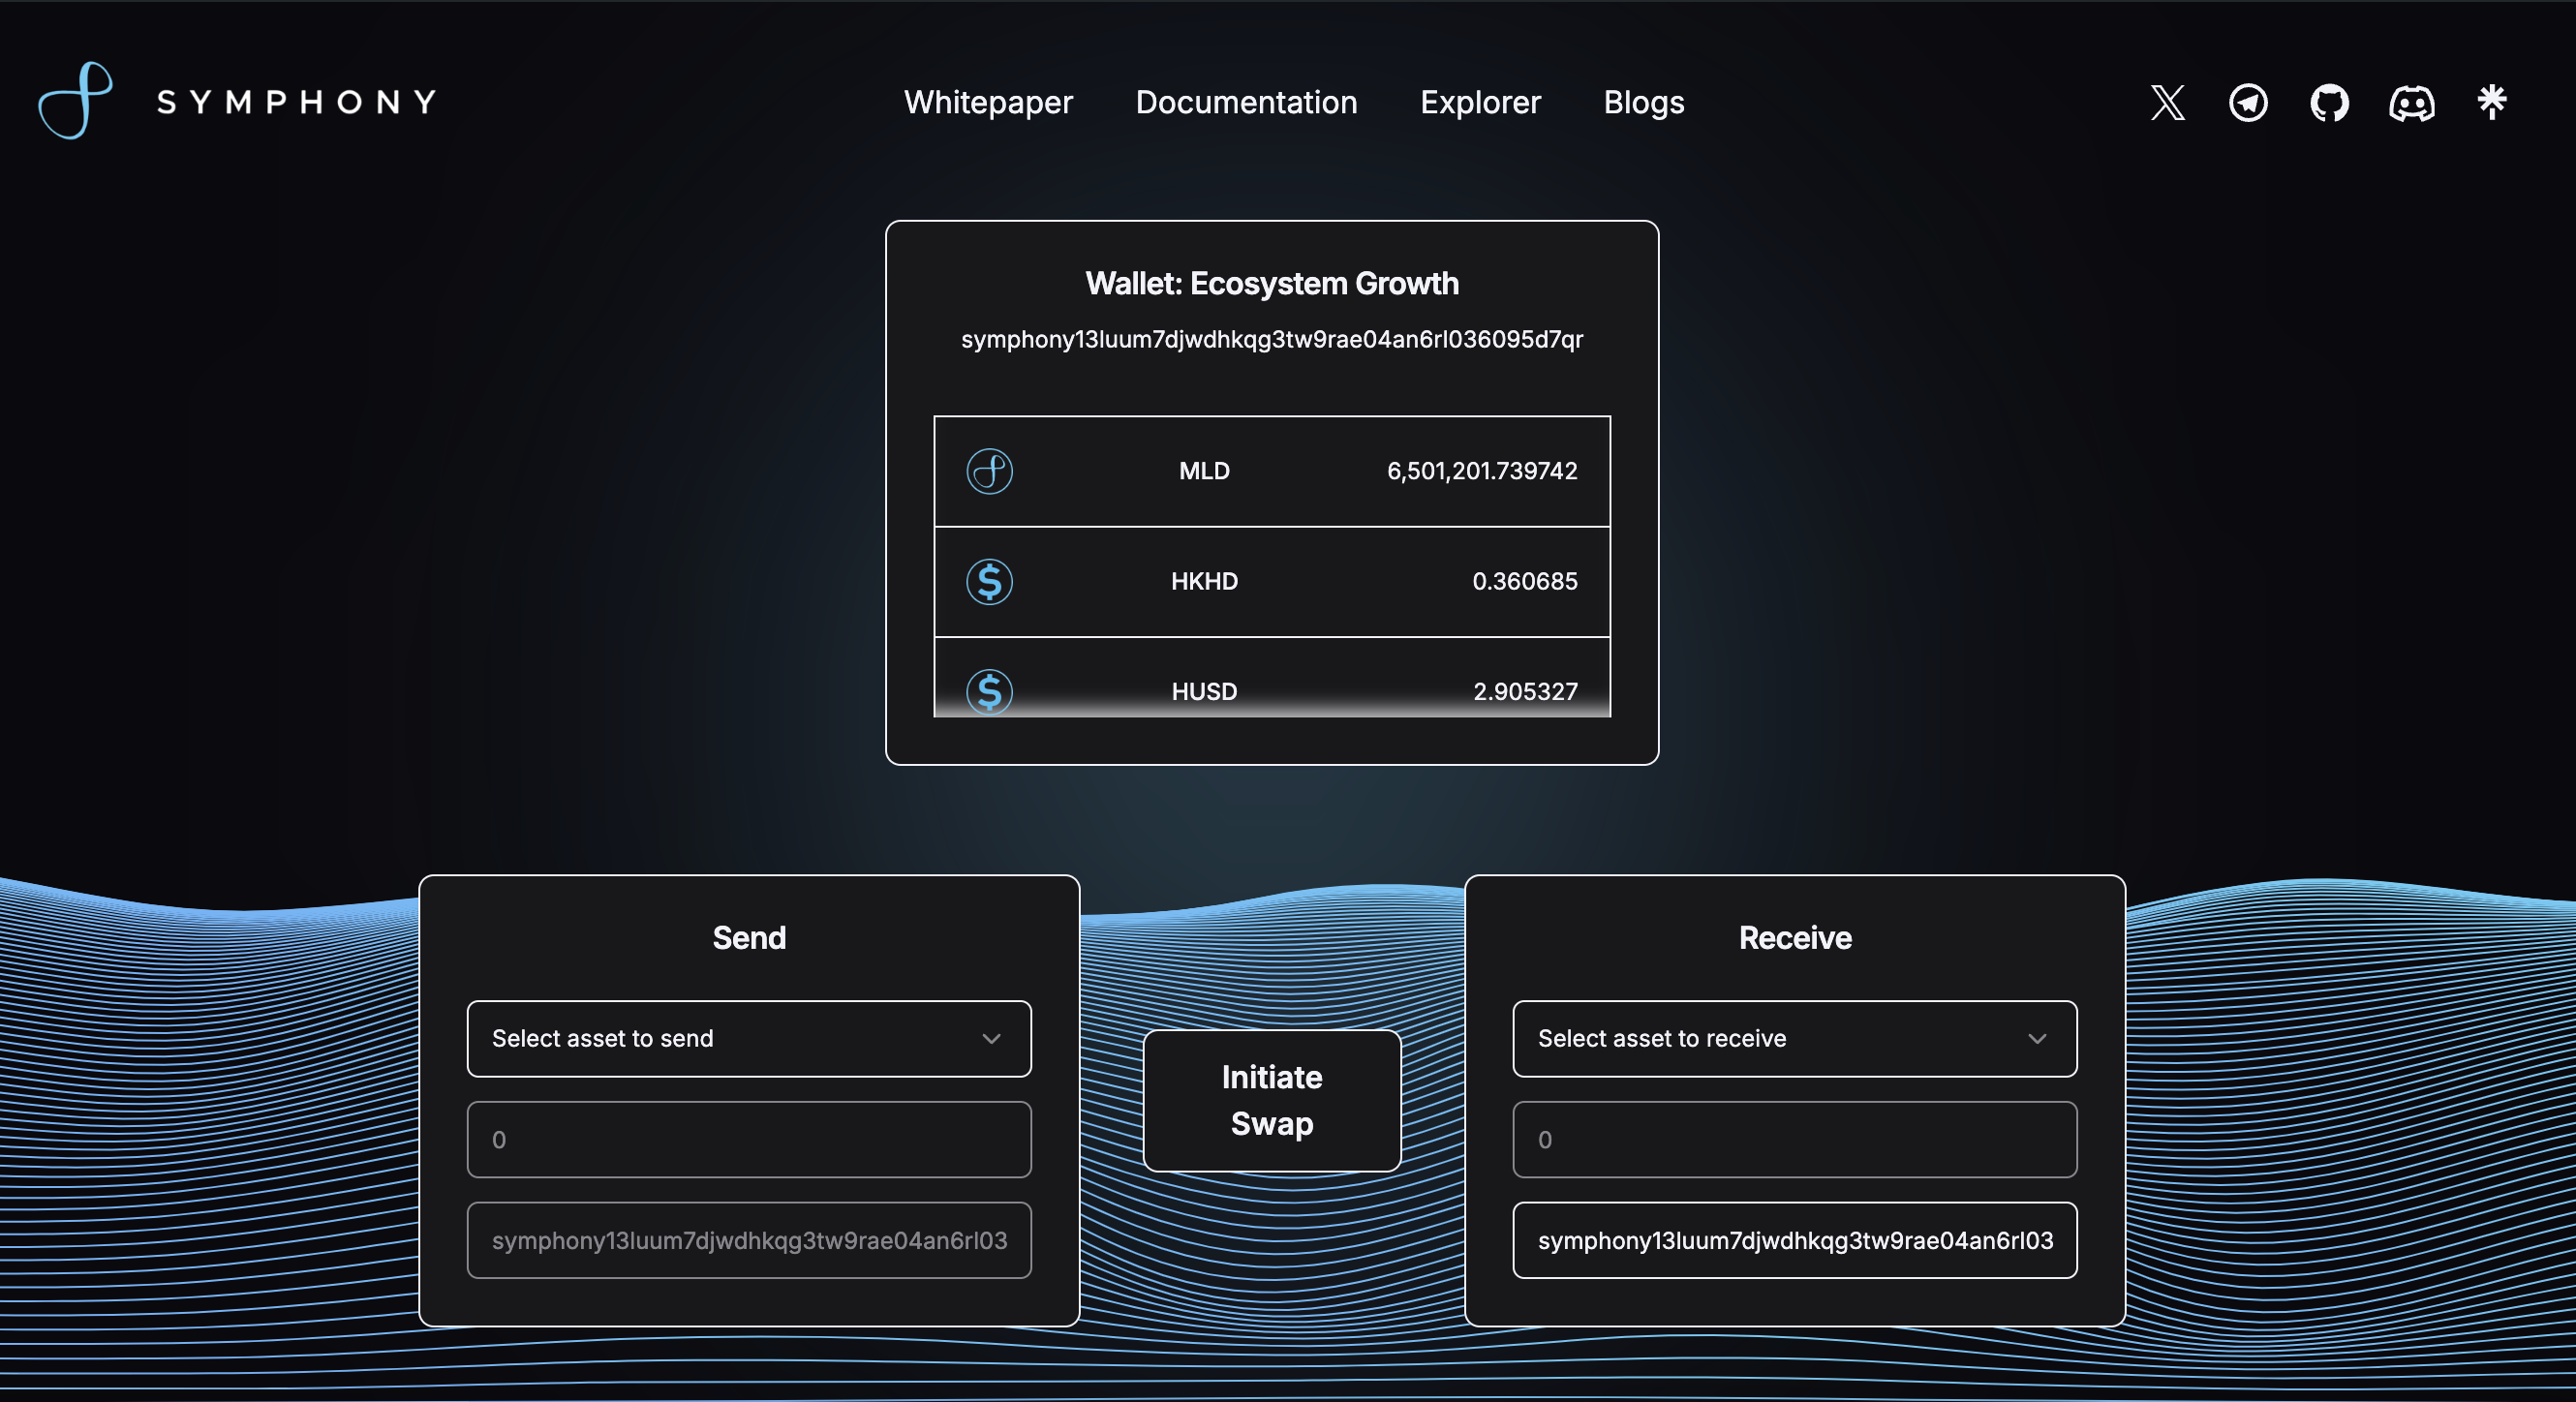 SYMPHONY
Whitepaper Documentation Explorer Blogs
Wallet: Ecosystem Growth
symphony13luum7djwdhkqg3tw9rae04an6rl036095d7qr
MLD 6,501,201.739742
HKHD 0.360685
HUSD 2.905327
Send
Select asset to send
0
symphony13luum7djwdhkqg3tw9rae04an6rl03
Initiate
Swap
Receive
Select asset to receive
0
symphony13luum7djwdhkqg3tw9rae04an6rl03